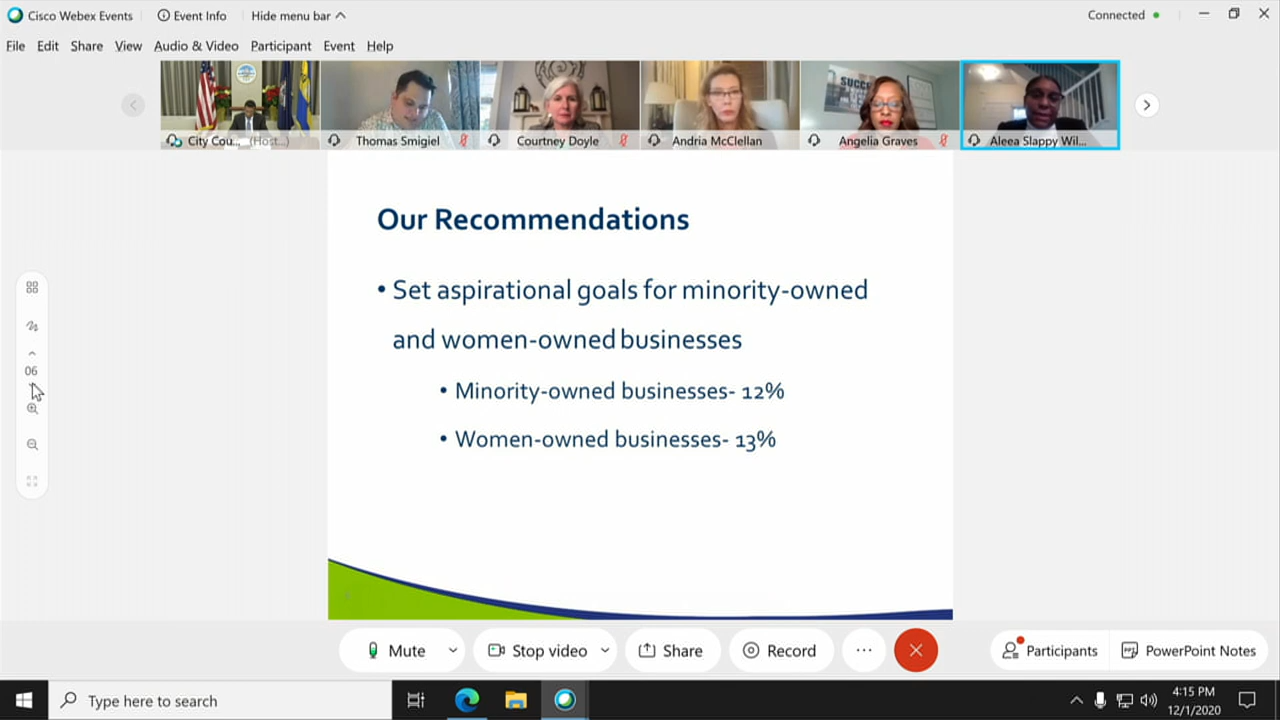 Cisco Webex Events
Event Info
Hide menu bar
Connected
File Edit Share View Audio & Video Participant Event Help
SUCCE
City Cou... (Host...)
Thomas Smigiel
Courtney Doyle
Andria McClellan
Angelia Graves
Aleea Slappy Wil...
Our Recommendations
• Set aspirational goals for minority-owned
and women-owned businesses
• Minority-owned businesses- 12%
• Women-owned businesses- 13%
06
Mute
Stop video
Share
Record
Participants
PowerPoint Notes
Type here to search
4:15 PM
12/1/2020